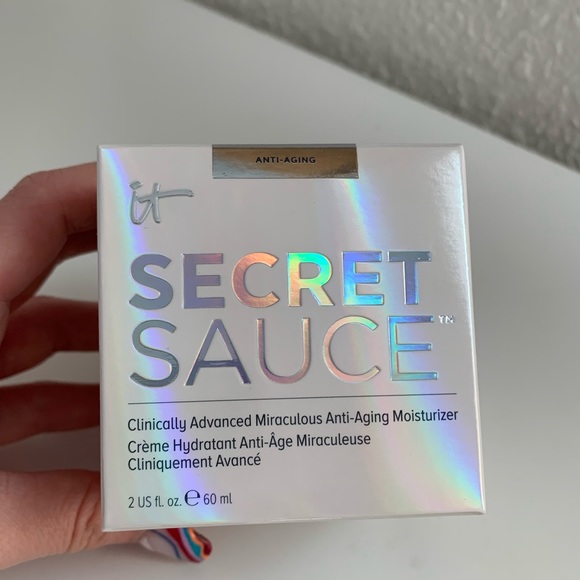 ANTI-AGING
it
SECRET
SAUCE™
Clinically Advanced Miraculous Anti-Aging Moisturizer
Crème Hydratant Anti-Âge Miraculeuse
Cliniquement Avancé
2 US fl. oz. ℮ 60 ml